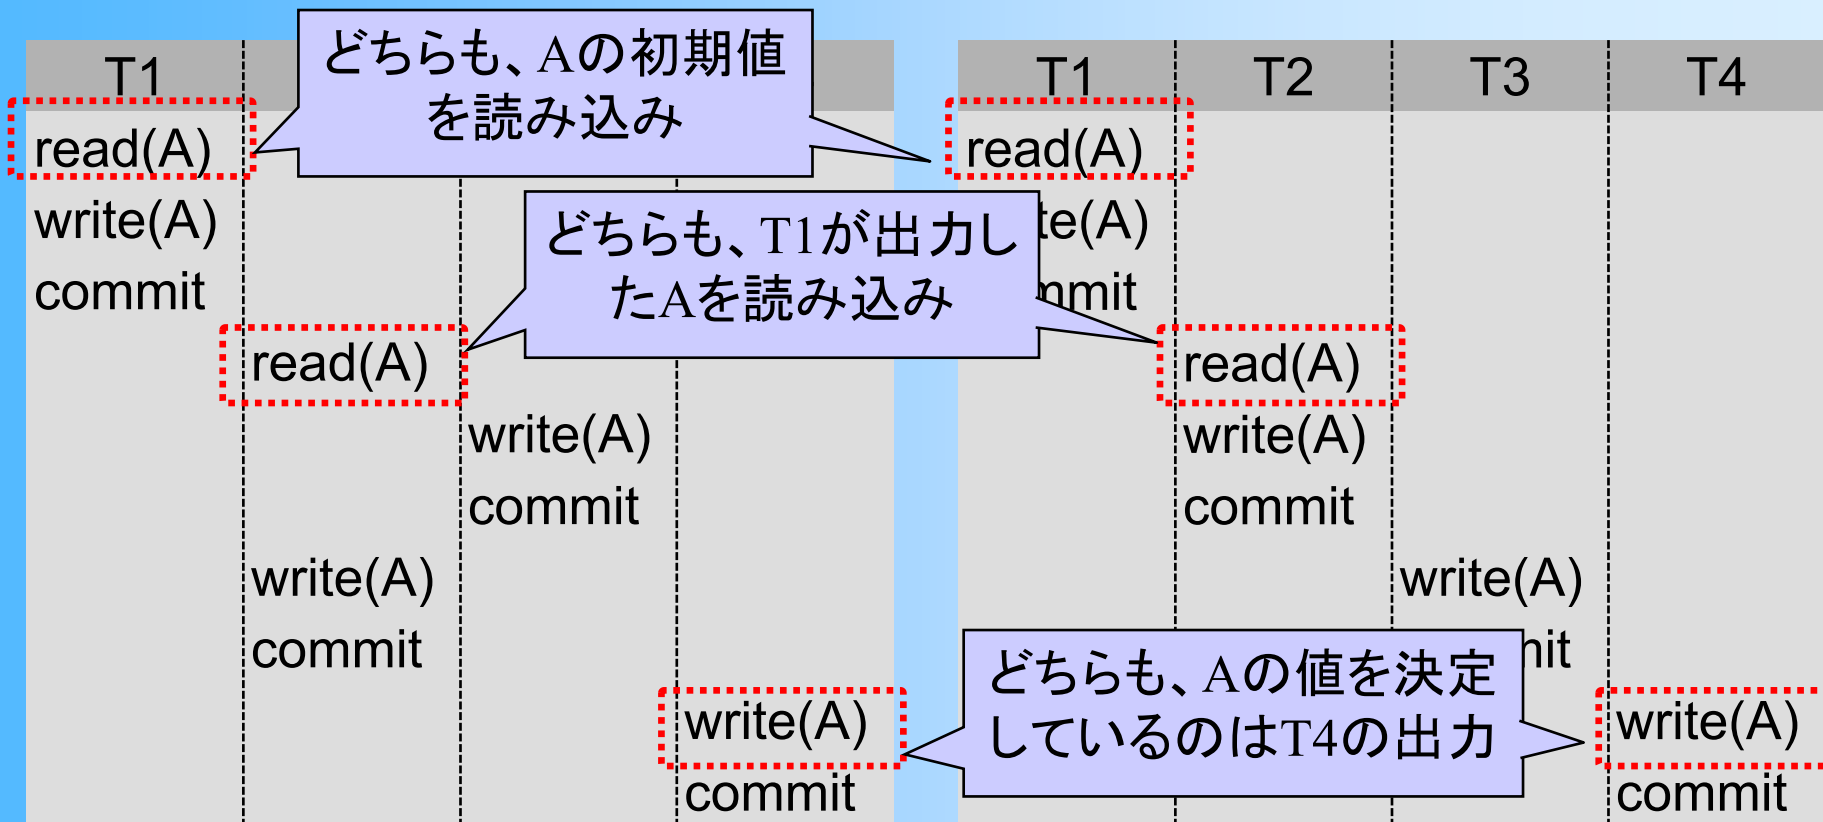 T1
どちらも、Aの初期値
を読み込み
T1 T2 T3 T4
read(A)
read(A)
write(A)
te(A)
どちらも、T1が出力し
たAを読み込み
commit
mmit
read(A)
read(A)
write(A)
write(A)
commit
commit
write(A)
write(A)
commit
mit
どちらも、Aの値を決定
しているのはT4の出力
write(A)
write(A)
commit
commit